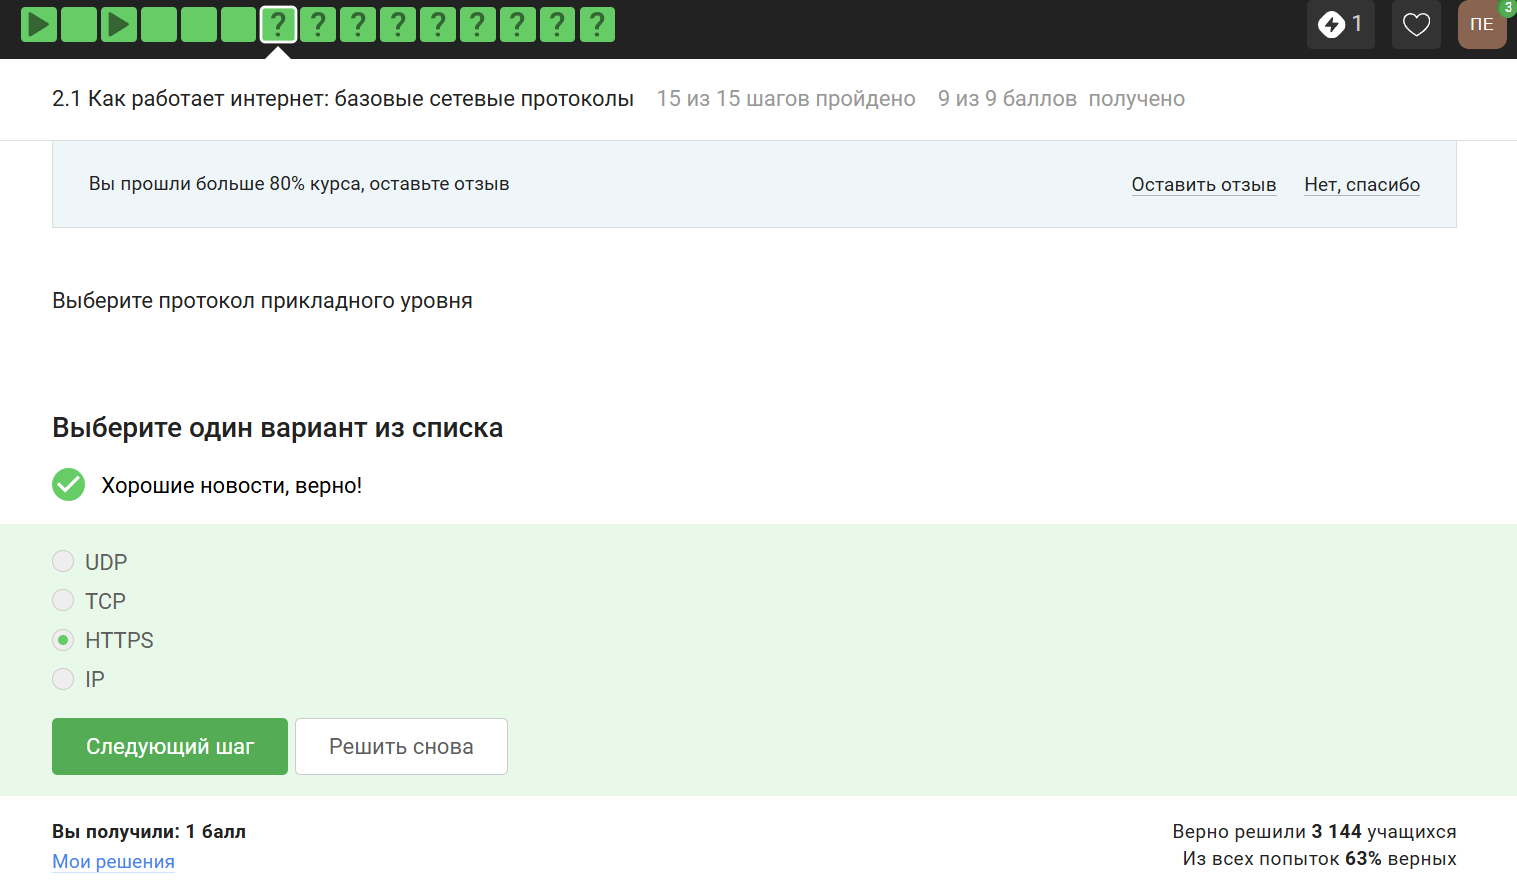 ? ? ? ? ? ? ? ? ?
1
ПЕ
3
2.1 Как работает интернет: базовые сетевые протоколы 15 из 15 шагов пройдено 9 из 9 баллов получено
Вы прошли больше 80% курса, оставьте отзыв
Оставить отзыв Нет, спасибо
Выберите протокол прикладного уровня
Выберите один вариант из списка
Хорошие новости, верно!
UDP
TCP
HTTPS
IP
Следующий шаг Решить снова
Вы получили: 1 балл
Мои решения
Верно решили 3 144 учащихся
Из всех попыток 63% верных